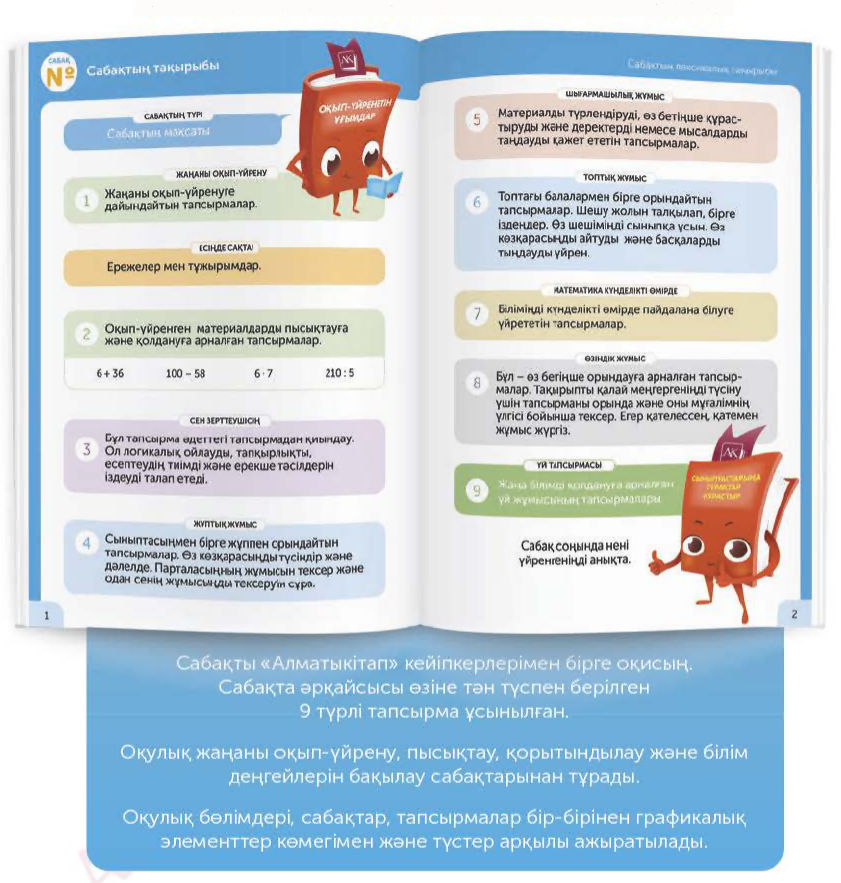 САБАҚ
№
Сабақтың тақырыбы
АК
ОҚЫП-ҮЙРЕНЕТІН
ҰҒЫМДАР
САБАҚТЫҢ ТҮРІ
Сабақтың мақсаты
ЖАҢАНЫ ОҚЫП-ҮЙРЕНУ
1
Жаңаны оқып-үйренуге
дайындайтын тапсырмалар.
ЕСІҢДЕ САҚТА!
Ережелер мен тұжырымдар.
2
Оқып-үйренген материалдарды пысықтауға
және қолдануға арналған тапсырмалар.
6 + 36 100 – 58 6 · 7 210 : 5
СЕН ЗЕРТТЕУШІСІҢ
3
Бұл тапсырма әдеттегі тапсырмадан қиындау.
Ол логикалық ойлауды, тапқырлықты,
есептеудің тиімді және ерекше тәсілдерін
іздеуді талап етеді.
ЖҰПТЫҚ ЖҰМЫС
4
Сыныптасыңмен бірге жұппен орындайтын
тапсырмалар. Өз көзқарасыңды түсіндір және
дәлелде. Парталасыңның жұмысын тексер және
одан сенің жұмысыңды тексеруін сұра.
1
Сабақтың лексикалық тақырыбы
ШЫҒАРМАШЫЛЫҚ ЖҰМЫС
5
Материалды түрлендіруді, өз бетіңше құрас-
тыруды және деректерді немесе мысалдарды
таңдауды қажет ететін тапсырмалар.
ТОПТЫҚ ЖҰМЫС
6
Топтағы балалармен бірге орындайтын
тапсырмалар. Шешу жолын талқылап, бірге
ізденіңдер. Өз шешіміңді сыныпқа ұсын. Өз
көзқарасыңды айтуды және басқаларды
тыңдауды үйрен.
МАТЕМАТИКА КҮНДЕЛІКТІ ӨМІРДЕ
7
Біліміңді күнделікті өмірде пайдалана білуге
үйрететін тапсырмалар.
ӨЗІНДІК ЖҰМЫС
8
Бұл – өз бетіңше орындауға арналған тапсыр-
малар. Тақырыпты қалай меңгергеніңді түсіну
үшін тапсырманы орында және оны мұғалімнің
үлгісі бойынша тексер. Егер қателессең, қатемен
жұмыс жүргіз.
ҮЙ ТАПСЫРМАСЫ
9
Жаңа білімді қолдануға арналған
үй жұмысының тапсырмалары.
АК
СЫНЫПТАСТАРЫҢА
СҰРАҚТАР
ҚҰРАСТЫР
Сабақ соңында нені
үйренгеніңді анықта.
2
Сабақты «Алматыкітап» кейіпкерлерімен бірге оқисың.
Сабақта әрқайсысы өзіне тән түспен берілген
9 түрлі тапсырма ұсынылған.
Оқулық жаңаны оқып-үйрену, пысықтау, қорытындылау және білім
деңгейлерін бақылау сабақтарынан тұрады.
Оқулық бөлімдері, сабақтар, тапсырмалар бір-бірінен графикалық
элементтер көмегімен және түстер арқылы ажыратылады.